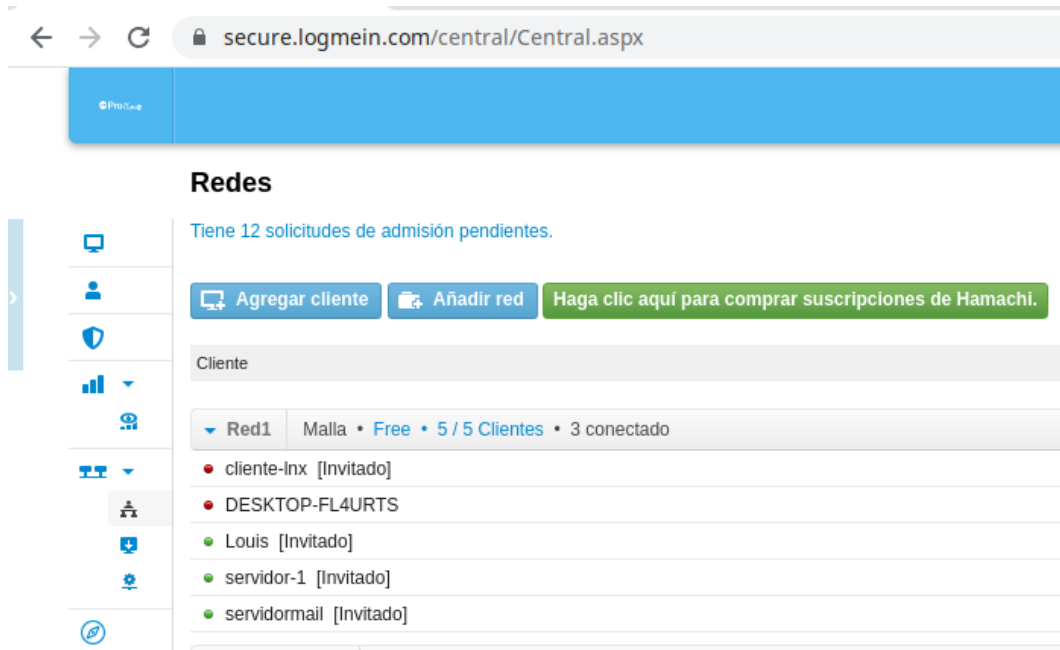 secure.logmein.com/central/Central.aspx
Redes
Tiene 12 solicitudes de admisión pendientes.
Agregar cliente Añadir red Haga clic aquí para comprar suscripciones de Hamachi.
Cliente
Red1 Malla • Free • 5 / 5 Clientes • 3 conectado
cliente-lnx [Invitado]
DESKTOP-FL4URTS
Louis [Invitado]
servidor-1 [Invitado]
servidormail [Invitado]